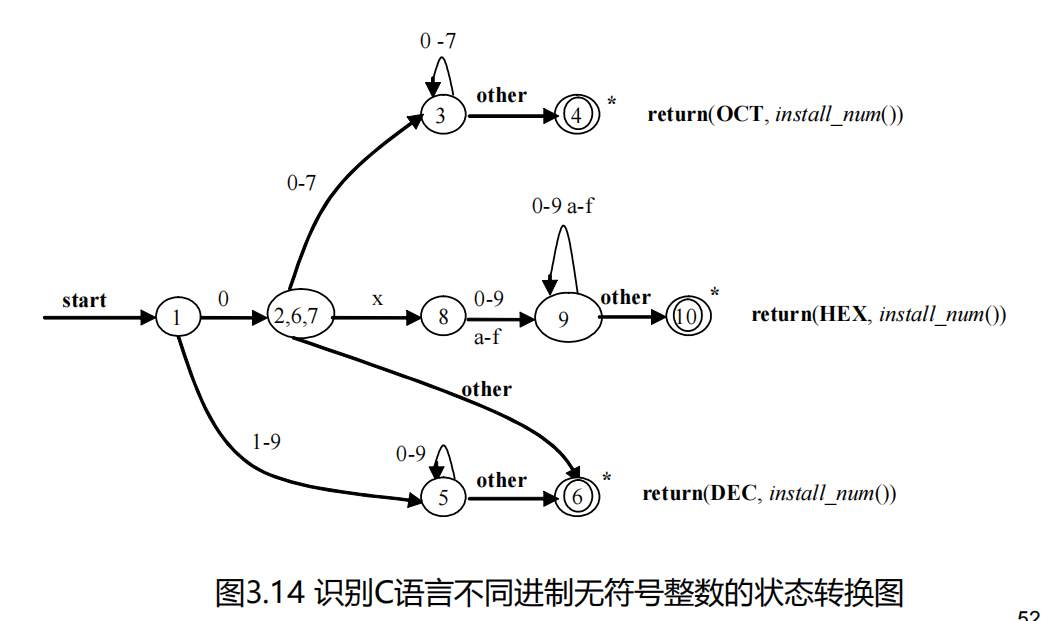 0 -7
other
3
4
*
return(OCT, install_num())
0-7
0-9 a-f
start
0
x
0-9
other
*
1
2,6,7
8
9
10
return(HEX, install_num())
a-f
other
1-9
0-9
other
*
5
6
return(DEC, install_num())
图3.14 识别C语言不同进制无符号整数的状态转换图
52